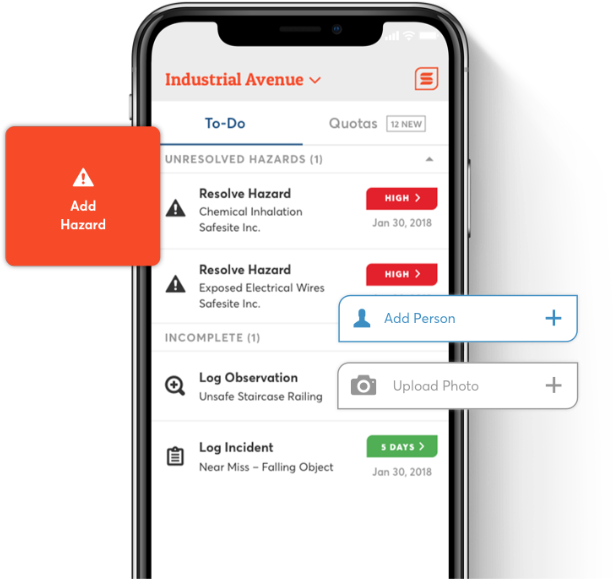 Industrial Avenue
To-Do
Quotas 12 NEW
UNRESOLVED HAZARDS (1)
Add
Hazard
Resolve Hazard
Chemical Inhalation
Safesite Inc.
HIGH >
Jan 30, 2018
Resolve Hazard
Exposed Electrical Wires
Safesite Inc.
HIGH >
Add Person +
INCOMPLETE (1)
Log Observation
Unsafe Staircase Railing
Upload Photo +
Log Incident
Near Miss – Falling Object
5 DAYS >
Jan 30, 2018